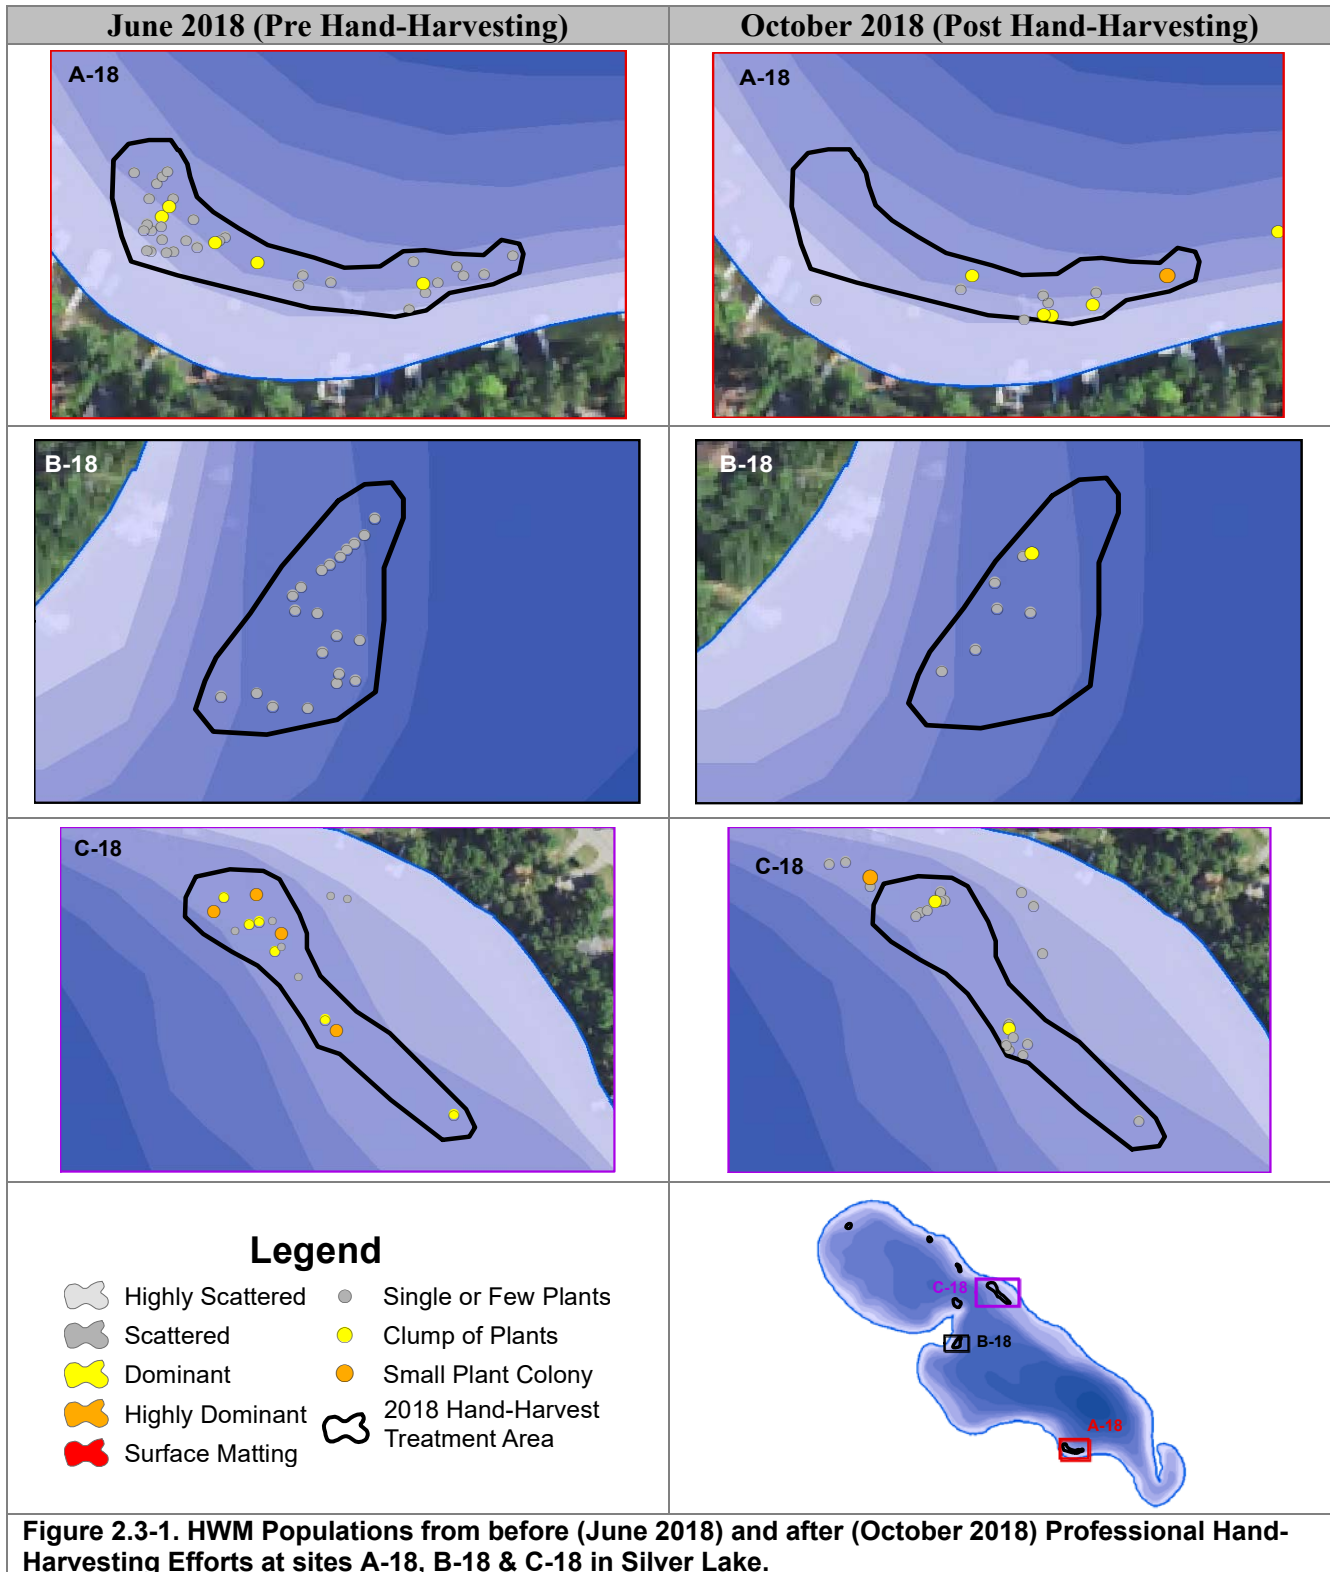 June 2018 (Pre Hand-Harvesting)
October 2018 (Post Hand-Harvesting)
A-18
A-18
B-18
B-18
C-18
C-18
Legend
Highly Scattered
Scattered
Dominant
Highly Dominant
Surface Matting
Single or Few Plants
Clump of Plants
Small Plant Colony
2018 Hand-Harvest
Treatment Area
C-18
B-18
A-18
Figure 2.3-1. HWM Populations from before (June 2018) and after (October 2018) Professional Hand-
Harvesting Efforts at sites A-18, B-18 & C-18 in Silver Lake.